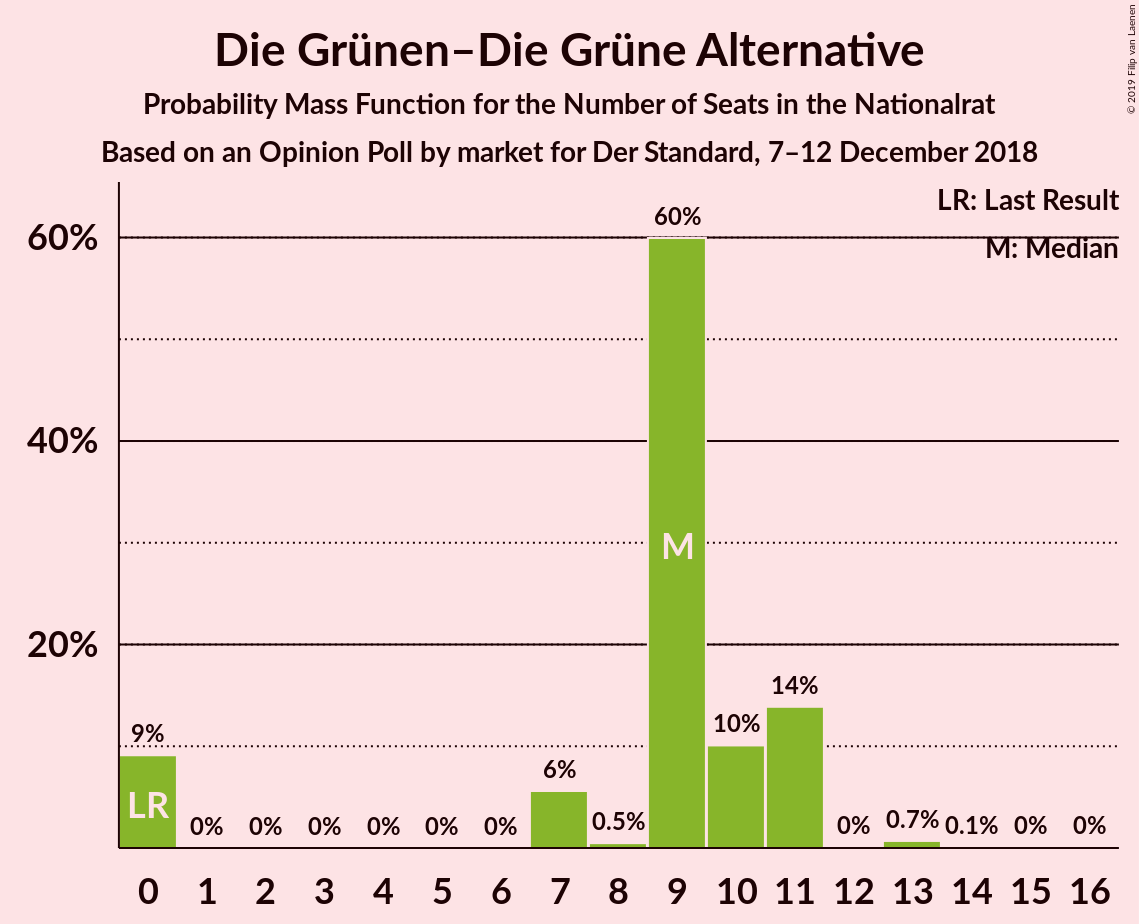 Die Grünen–Die Grüne Alternative
Probability Mass Function for the Number of Seats in the Nationalrat
Based on an Opinion Poll by market for Der Standard, 7–12 December 2018
© 2019 Filip van Laenen
LR: Last Result
M: Median
60%
40%
20%
9%
0%
0%
0%
0%
0%
0%
6%
0.5%
60%
10%
14%
0%
0.7%
0.1%
0%
0%
LR
M
0 1 2 3 4 5 6 7 8 9 10 11 12 13 14 15 16